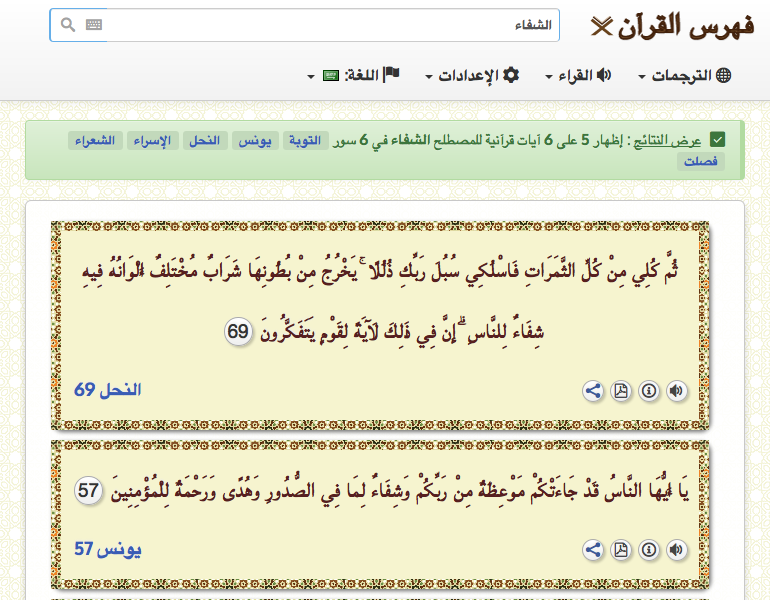 فهرس القرآن
الشفاء
الترجمات القراء الإعدادات اللغة:
عرض النتائج : إظهار 5 على 6 آيات قرآنية للمصطلح الشفاء في 6 سور التوبة يونس النحل الإسراء الشعراء
فصلت
ثُمَّ كُلِي مِنْ كُلِّ الثَّمَرَاتِ فَاسْلُكِي سُبُلَ رَبِّكِ ذُلُلًا ۚ يَخْرُجُ مِنْ بُطُونِهَا شَرَابٌ مُخْتَلِفٌ أَلْوَانُهُ فِيهِ
شِفَاءٌ لِلنَّاسِ ۗ إِنَّ فِي ذَٰلِكَ لَآيَةً لِقَوْمٍ يَتَفَكَّرُونَ 69
النحل 69
يَا أَيُّهَا النَّاسُ قَدْ جَاءَتْكُمْ مَوْعِظَةٌ مِنْ رَبِّكُمْ وَشِفَاءٌ لِمَا فِي الصُّدُورِ وَهُدًى وَرَحْمَةٌ لِلْمُؤْمِنِينَ 57
يونس 57